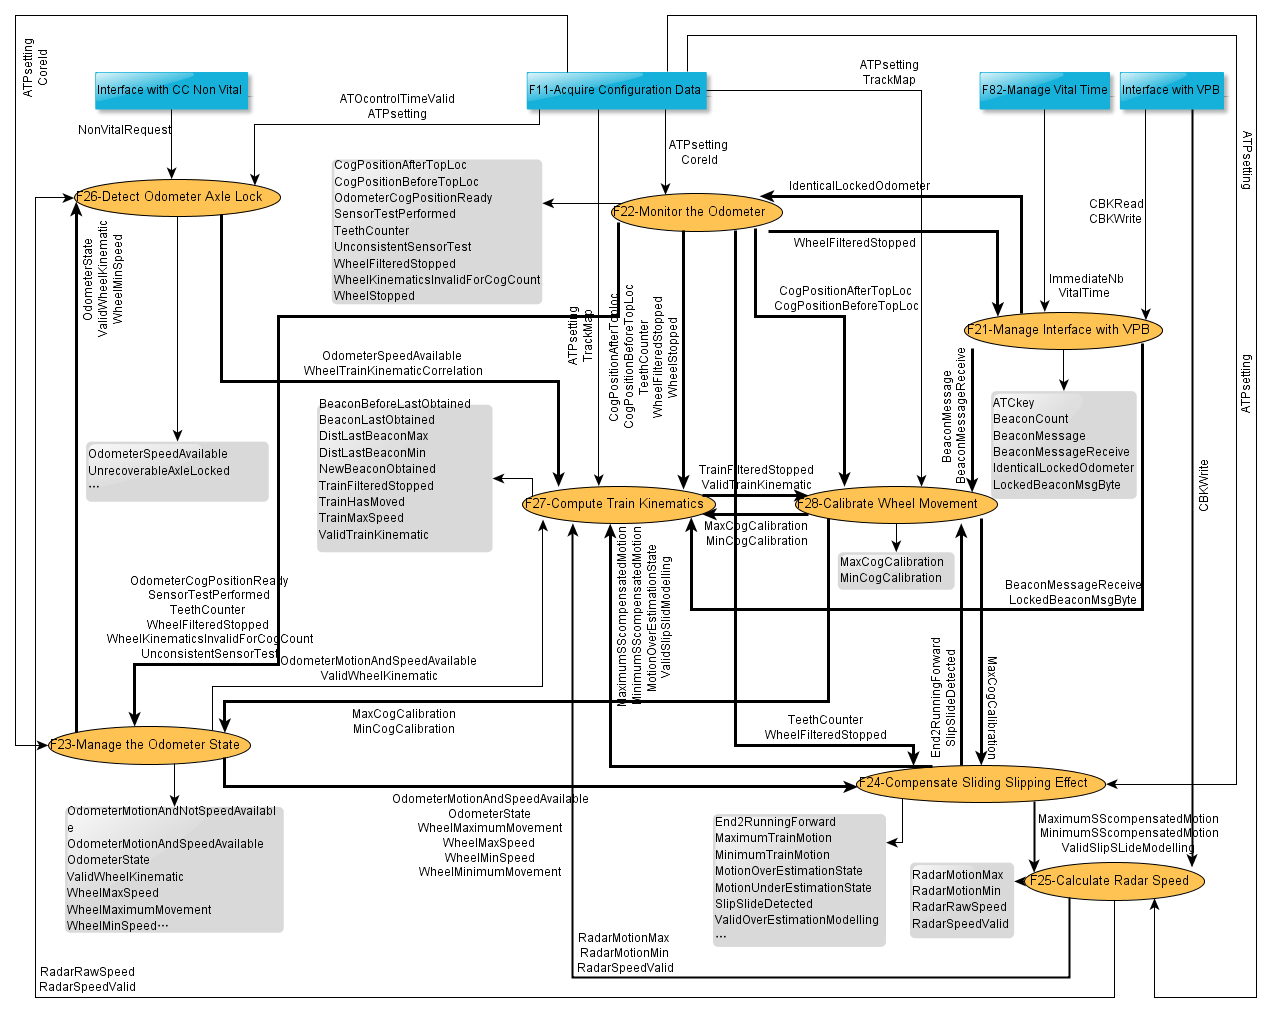 ATPsetting
CoreId
Interface with CC Non Vital
F11-Acquire Configuration Data
F82-Manage Vital Time
Interface with VPB
ATPsetting
TrackMap
ATOcontrolTimeValid
ATPsetting
NonVitalRequest
ATPsetting
CoreId
ATPsetting
CogPositionAfterTopLoc
CogPositionBeforeTopLoc
OdometerCogPositionReady
SensorTestPerformed
TeethCounter
UnconsistentSensorTest
WheelFilteredStopped
WheelKinematicsInvalidForCogCount
WheelStopped
F26-Detect Odometer Axle Lock
F22-Monitor the Odometer
IdenticalLockedOdometer
WheelFilteredStopped
CBKRead
CBKWrite
OdometerState
ValidWheelKinematic
WheelMinSpeed
ImmediateNb
VitalTime
CogPositionAfterTopLoc
CogPositionBeforeTopLoc
F21-Manage Interface with VPB
ATPsetting
TrackMap
CogPositionAfterTopLoc
CogPositionBeforeTopLoc
TeethCounter
WheelFilteredStopped
WheelStopped
OdometerSpeedAvailable
WheelTrainKinematicCorrelation
BeaconMessage
BeaconMessageReceive
ATPsetting
ATCkey
BeaconCount
BeaconMessage
BeaconMessageReceive
IdenticalLockedOdometer
LockedBeaconMsgByte
BeaconBeforeLastObtained
BeaconLastObtained
DistLastBeaconMax
DistLastBeaconMin
NewBeaconObtained
TrainFilteredStopped
TrainHasMoved
TrainMaxSpeed
ValidTrainKinematic
OdometerSpeedAvailable
UnrecoverableAxleLocked
...
CBKWrite
TrainFilteredStopped
ValidTrainKinematic
F27-Compute Train Kinematics
F28-Calibrate Wheel Movement
MaxCogCalibration
MinCogCalibration
MaxCogCalibration
MinCogCalibration
MaximumSScompensatedMotion
MinimumSScompensatedMotion
MotionOverEstimationState
ValidSlipSlidModelling
BeaconMessageReceive
LockedBeaconMsgByte
OdometerCogPositionReady
SensorTestPerformed
TeethCounter
WheelFilteredStopped
WheelKinematicsInvalidForCogCount
UnconsistentSensorTest
OdometerMotionAndSpeedAvailable
ValidWheelKinematic
End2RunningForward
SlipSlideDetected
MaxCogCalibration
MaxCogCalibration
MinCogCalibration
TeethCounter
WheelFilteredStopped
F23-Manage the Odometer State
F24-Compensate Sliding Slipping Effect
OdometerMotionAndSpeedAvailable
OdometerState
WheelMaximumMovement
WheelMaxSpeed
WheelMinSpeed
WheelMinimumMovement
OdometerMotionAndNotSpeedAvailabl
e
OdometerMotionAndSpeedAvailable
OdometerState
ValidWheelKinematic
WheelMaxSpeed
WheelMaximumMovement
WheelMinSpeed...
End2RunningForward
MaximumTrainMotion
MinimumTrainMotion
MotionOverEstimationState
MotionUnderEstimationState
SlipSlideDetected
ValidOverEstimationModelling
...
MaximumSScompensatedMotion
MinimumSScompensatedMotion
ValidSlipSLideModelling
RadarMotionMax
RadarMotionMin
RadarRawSpeed
RadarSpeedValid
F25-Calculate Radar Speed
RadarMotionMax
RadarMotionMin
RadarSpeedValid
RadarRawSpeed
RadarSpeedValid